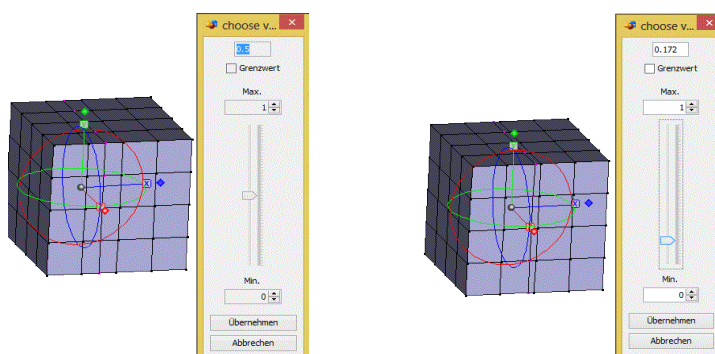 choose v...
0.5
Grenzwert
Max.
1
Min.
0
Übernehmen
Abbrechen
Y
X
choose v...
0.172
Grenzwert
Max.
1
Min.
0
Übernehmen
Abbrechen
X